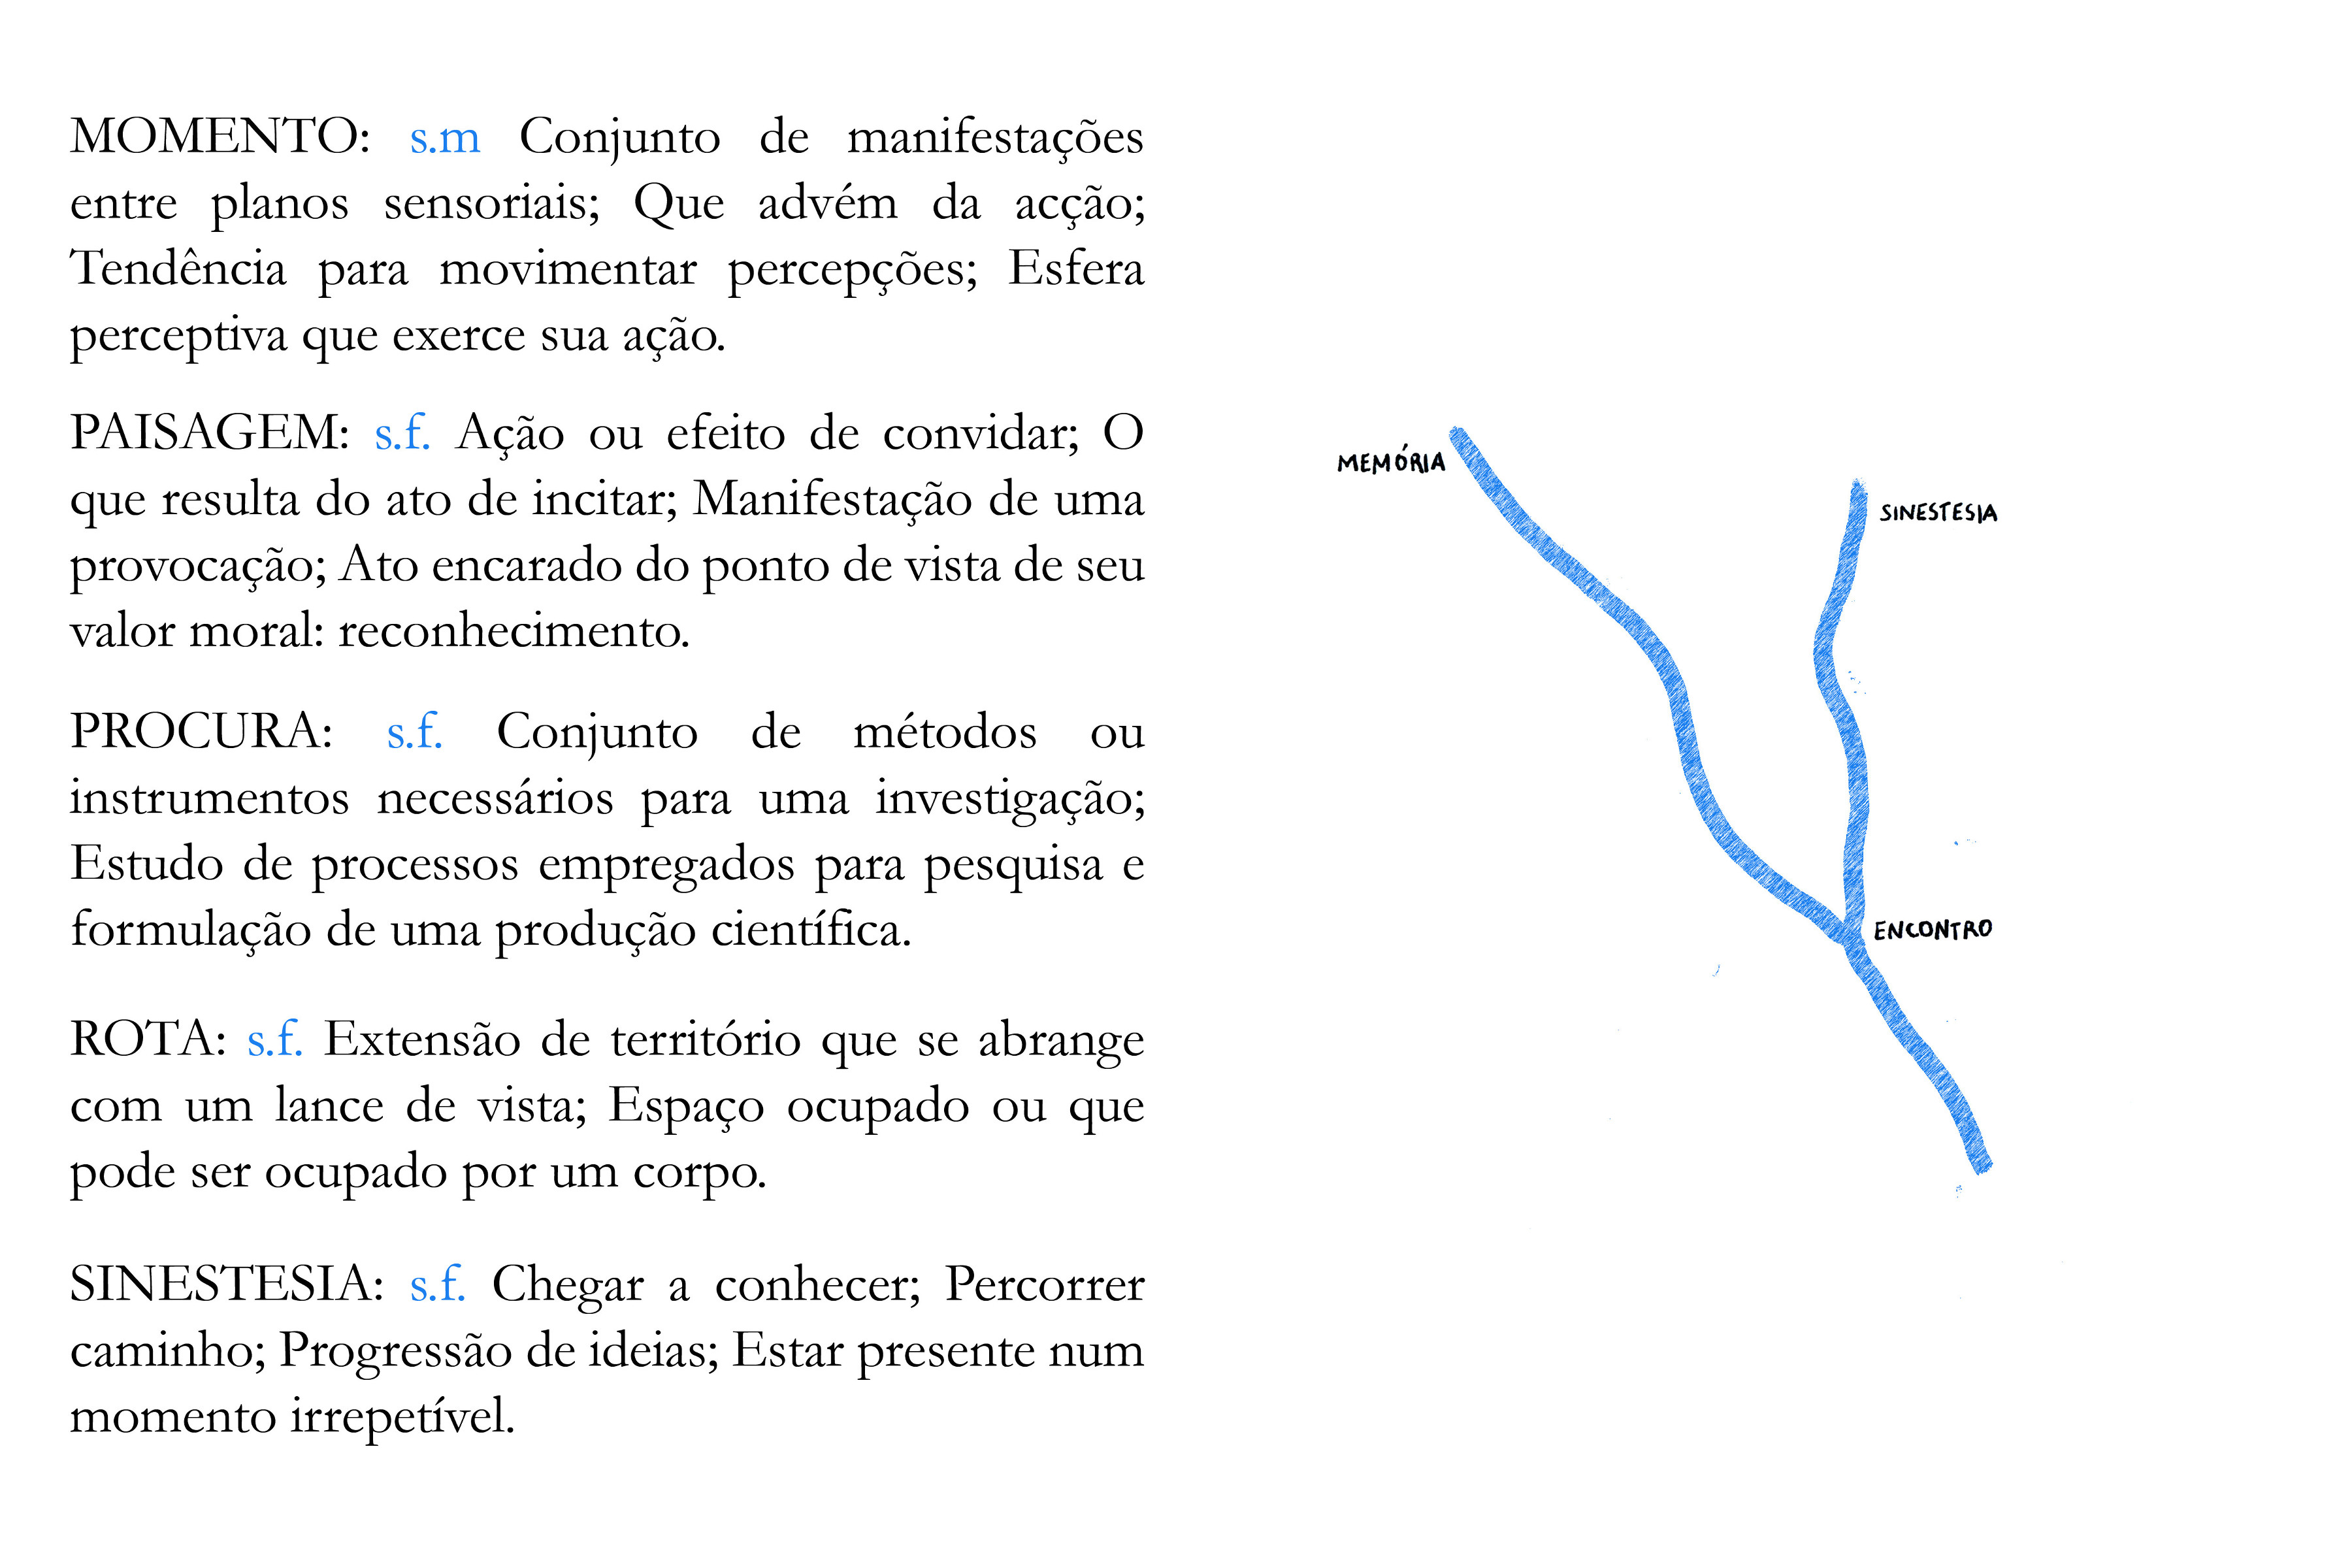 MOMENTO: s.m Conjunto de manifestações
entre planos sensoriais; Que advém da acção;
Tendência para movimentar percepções; Esfera
perceptiva que exerce sua ação.
PAISAGEM: s.f. Ação ou efeito de convidar; O
que resulta do ato de incitar; Manifestação de uma
provocação; Ato encarado do ponto de vista de seu
valor moral: reconhecimento.
PROCURA: s.f. Conjunto de métodos ou
instrumentos necessários para uma investigação;
Estudo de processos empregados para pesquisa e
formulação de uma produção científica.
ROTA: s.f. Extensão de território que se abrange
com um lance de vista; Espaço ocupado ou que
pode ser ocupado por um corpo.
SINESTESIA: s.f. Chegar a conhecer; Percorrer
caminho; Progressão de ideias; Estar presente num
momento irrepetível.
MEMÓRIA
SINESTESIA
ENCONTRO